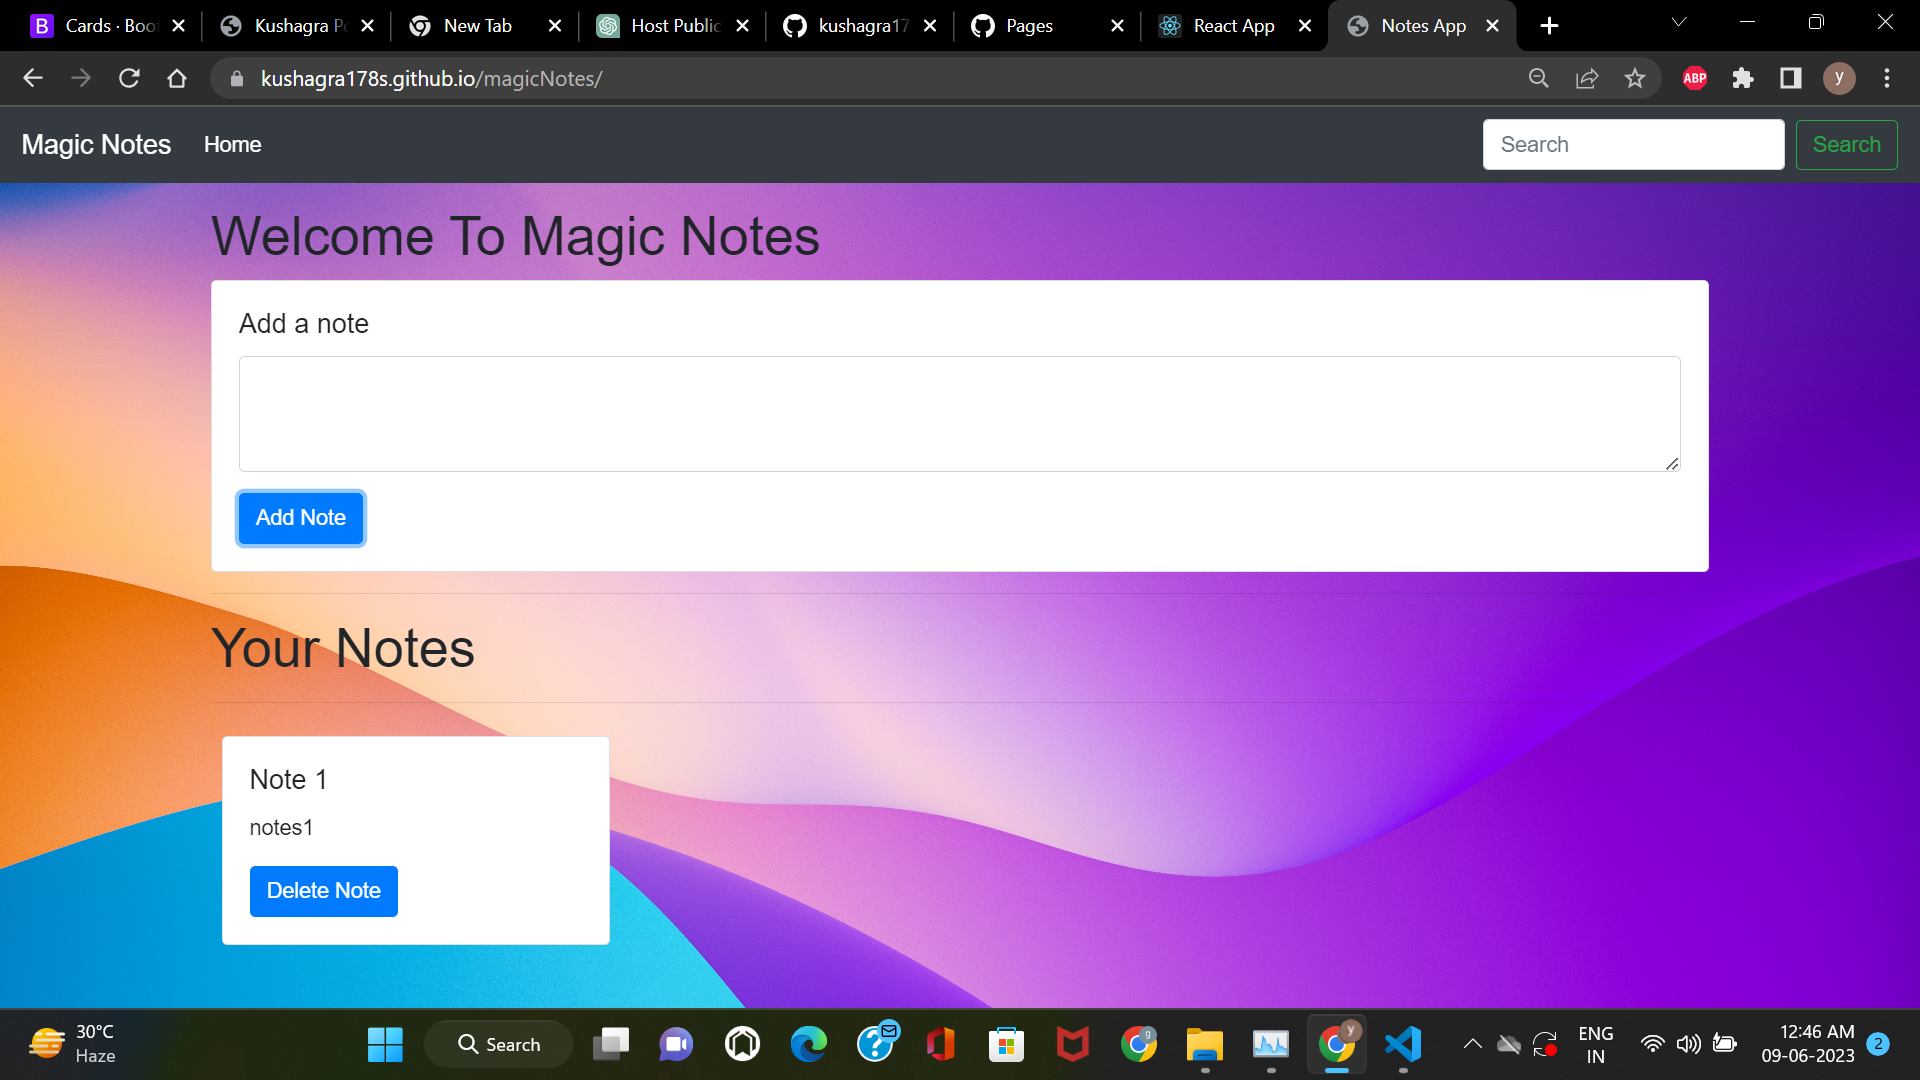 Cards · Boo
Kushagra P
New Tab
Host Public
kushagra17
Pages
React App
Notes App
kushagra178s.github.io/magicNotes/
ABP
y
Magic Notes
Home
Search
Search
Welcome To Magic Notes
Add a note
Add Note
Your Notes
Note 1
notes1
Delete Note
30°C
Haze
Search
ENG
IN
12:46 AM
09-06-2023
2